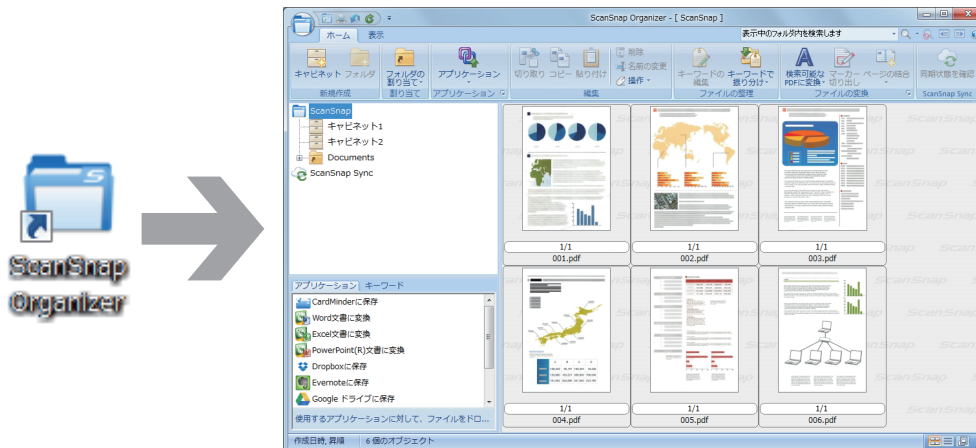 ScanSnap
Organizer
ScanSnap Organizer - [ ScanSnap ]
ホーム 表示
表示中のフォルダ内を検索します
キャビネット フォルダ
新規作成
フォルダの
割り当て
割り当て
アプリケーション
アプリケーション
切り取り コピー 貼り付け
削除
名前の変更
操作
編集
キーワードの
編集
キーワードで
振り分け
ファイルの整理
検索可能な
PDFに変換
マーカー
切り出し
ページの結合
ファイルの変換
同期状態を確認
ScanSnap Sync
ScanSnap
キャビネット1
キャビネット2
Documents
ScanSnap Sync
1/1
001.pdf
1/1
002.pdf
1/1
003.pdf
アプリケーション キーワード
CardMinderに保存
Word文書に変換
Excel文書に変換
PowerPoint(R)文書に変換
Dropboxに保存
Evernoteに保存
Google ドライブに保存
使用するアプリケーションに対して、ファイルをドロ...
1/1
004.pdf
1/1
005.pdf
1/1
006.pdf
作成日時, 昇順 6 個のオブジェクト